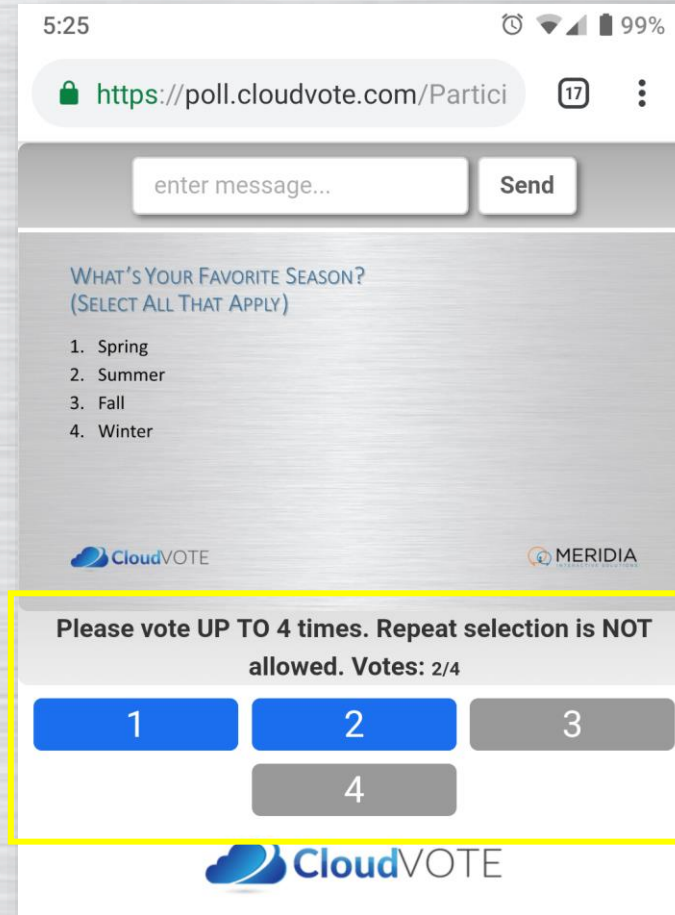 5:25 99%
https://poll.cloudvote.com/Partici 17
enter message... Send
WHAT'S YOUR FAVORITE SEASON?
(SELECT ALL THAT APPLY)
1. Spring
2. Summer
3. Fall
4. Winter
CloudVOTE MERIDIA
INTERACTIVE SOLUTIONS
Please vote UP TO 4 times. Repeat selection is NOT
allowed. Votes: 2/4
1 2 3
4
CloudVOTE